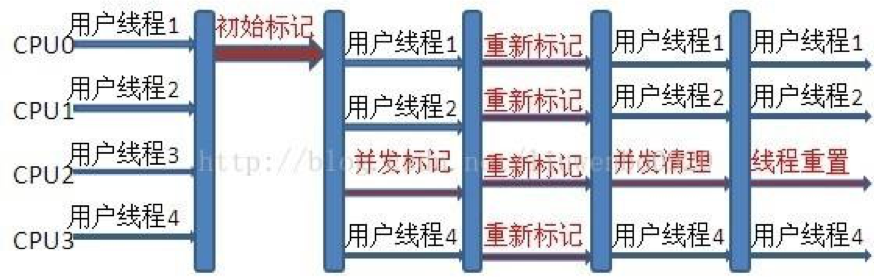 CPU0 用户线程1 初始标记 用户线程1 重新标记 用户线程1 用户线程1
CPU1 用户线程2 用户线程2 重新标记 用户线程2 用户线程2
CPU2 用户线程3 并发标记 重新标记 并发清理 线程重置
http://blog
CPU3 用户线程4 用户线程4 重新标记 用户线程4 用户线程4